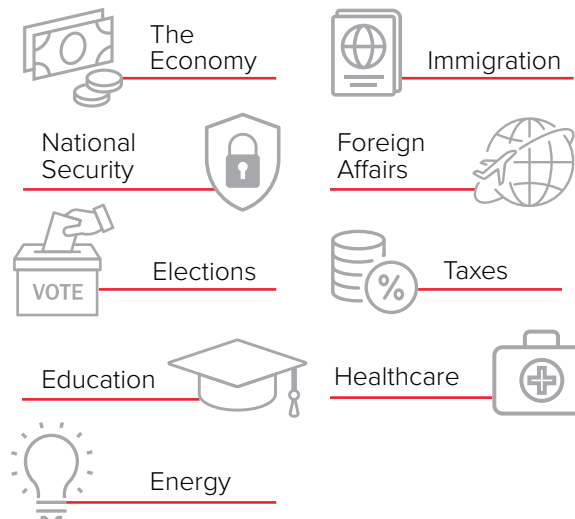 The
Economy
Immigration
National
Security
Foreign
Affairs
VOTE
Elections
%
Taxes
Education
Healthcare
Energy